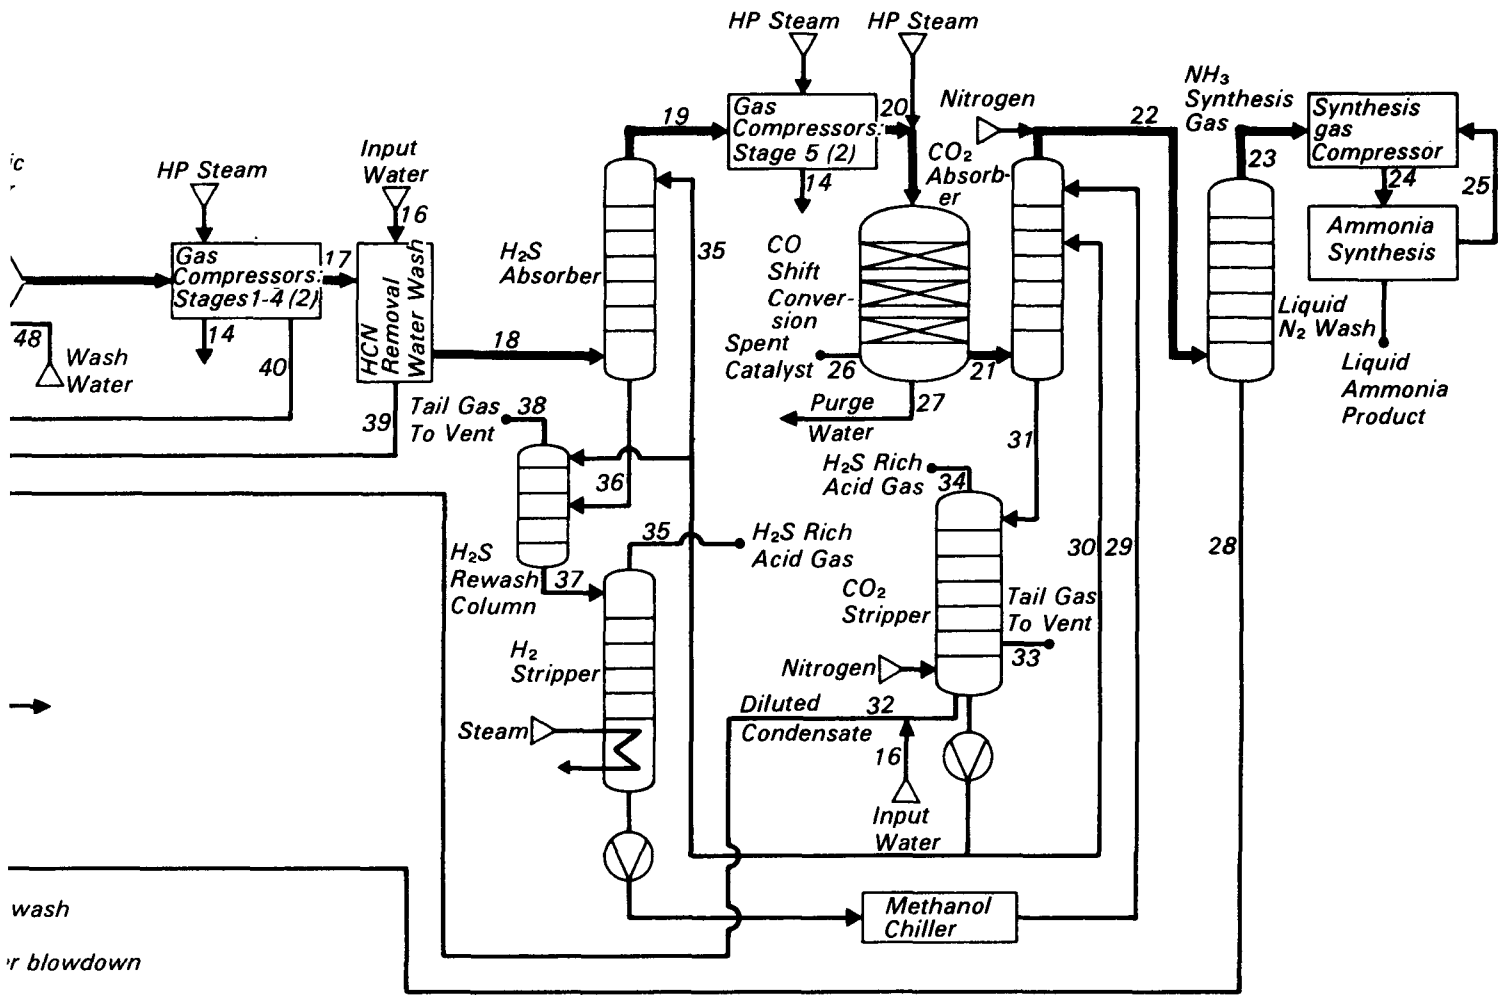 HP Steam
HP Steam
NH₃
Synthesis
Gas
Nitrogen
22
Synthesis
gas
Compressor
23
24
25
Ammonia
Synthesis
Liquid
N₂ Wash
Liquid
Ammonia
Product
19
Gas
Compressors:
Stage 5 (2)
20
14
CO₂
Absorb-
er
CO
Shift
Conver-
sion
Spent
Catalyst
26
21
27
Purge
Water
ic
HP Steam
Input
Water
16
Gas
Compressors:
Stages 1-4 (2)
17
14
40
HCN
Removal
Water Wash
18
39
48
Wash
Water
H₂S
Absorber
35
Tail Gas
To Vent
38
36
H₂S
Rewash
Column
37
35
H₂S Rich
Acid Gas
H₂
Stripper
Steam
H₂S Rich
Acid Gas
34
31
30
29
28
CO₂
Stripper
Tail Gas
To Vent
33
Nitrogen
Diluted
Condensate
32
16
Input
Water
Methanol
Chiller
wash
er blowdown